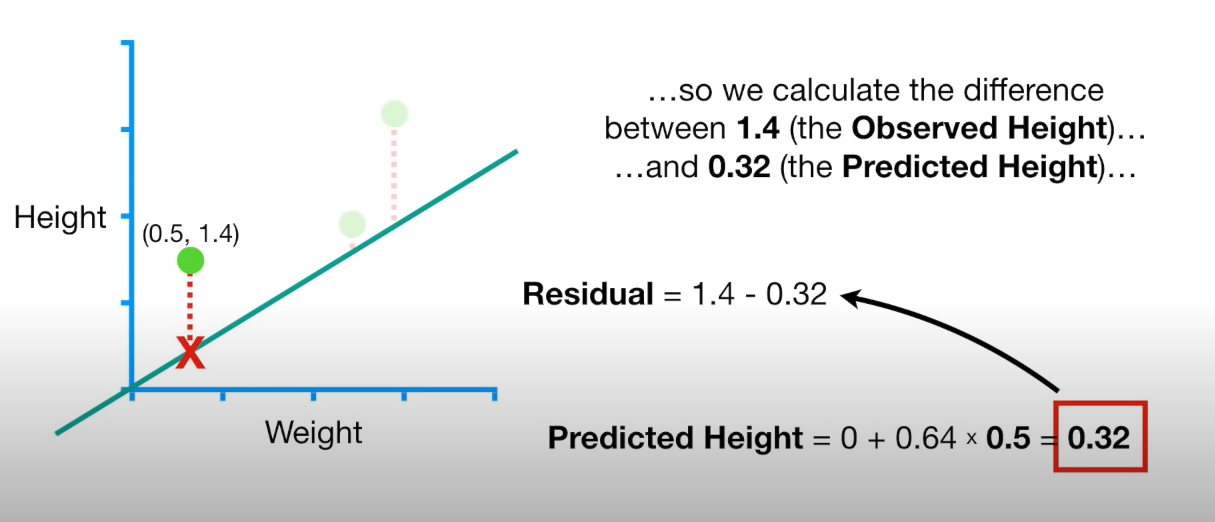 …so we calculate the difference
between 1.4 (the Observed Height)…
…and 0.32 (the Predicted Height)…
Height
(0.5, 1.4)
X
Residual = 1.4 - 0.32
Weight
Predicted Height = 0 + 0.64 x 0.5 = 0.32